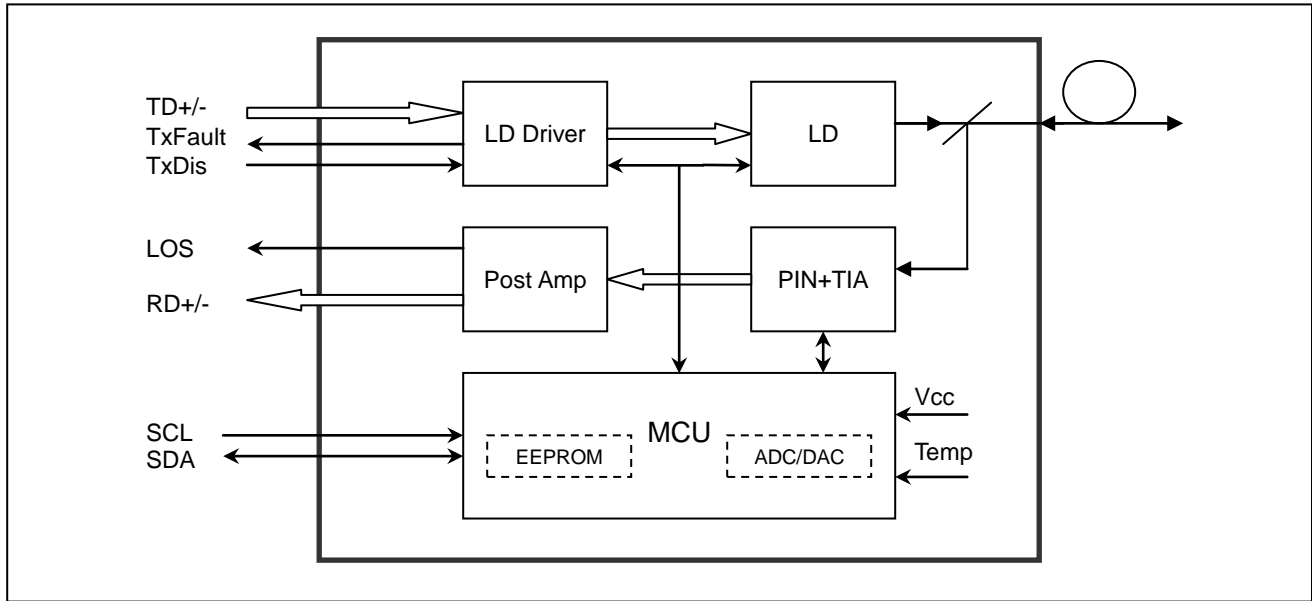 TD+/-
TxFault
TxDis
LD Driver
LD
LOS
RD+/-
Post Amp
PIN+TIA
SCL
SDA
MCU
EEPROM
ADC/DAC
Vcc
Temp